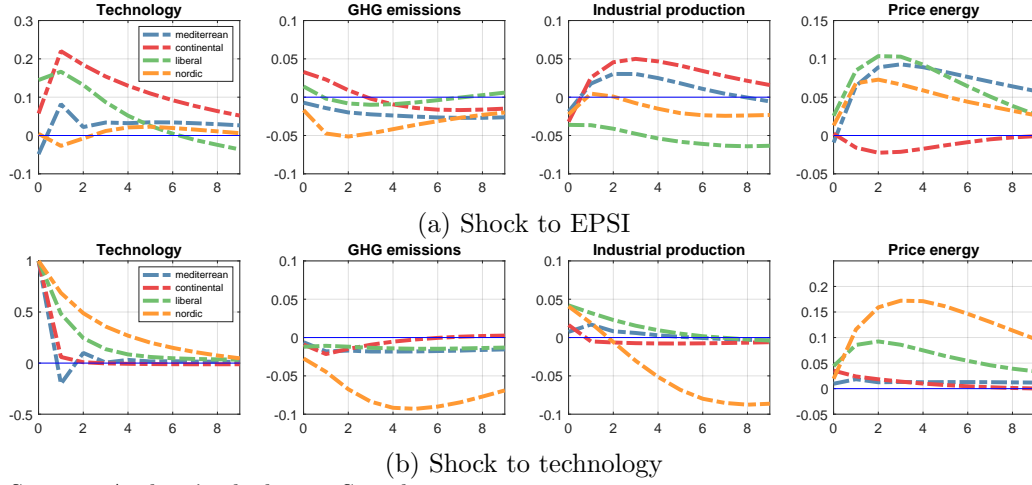 Technology
GHG emissions
Industrial production
Price energy
0.3
0.2
0.1
0
-0.1
mediterrean
continental
liberal
nordic
0 2 4 6 8
0.1
0.05
0
-0.05
-0.1
0 2 4 6 8
0.1
0.05
0
-0.05
-0.1
0 2 4 6 8
0.15
0.1
0.05
0
-0.05
0 2 4 6 8
(a) Shock to EPSI
Technology
GHG emissions
Industrial production
Price energy
1
0.5
0
-0.5
mediterrean
continental
liberal
nordic
0 2 4 6 8
0.1
0.05
0
-0.05
-0.1
0 2 4 6 8
0.1
0.05
0
-0.05
-0.1
0 2 4 6 8
0.2
0.15
0.1
0.05
0
-0.05
0 2 4 6 8
(b) Shock to technology